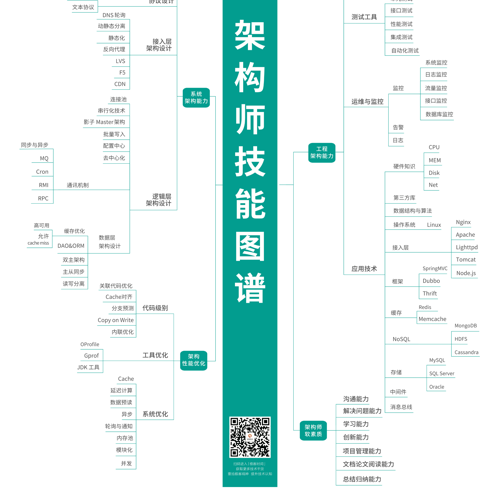 架构师技能图谱
协议设计
文本协议
DNS 轮询
动静态分离
静态化
反向代理
LVS
F5
CDN
接入层
架构设计
系统
架构能力
连接池
串行化技术
影子 Master架构
批量写入
配置中心
去中心化
同步与异步
MQ
Cron
RMI
RPC
通讯机制
逻辑层
架构设计
高可用
允许
cache miss
缓存优化
DAO&ORM
双主架构
主从同步
读写分离
数据层
架构设计
关联代码优化
Cache对齐
分支预测
Copy on Write
内联优化
代码级别
OProfile
Gprof
JDK 工具
工具优化
架构
性能优化
Cache
延迟计算
数据预读
异步
轮询与通知
内存池
模块化
并发
系统优化
测试工具
接口测试
性能测试
集成测试
自动化测试
运维与监控
监控
系统监控
日志监控
流量监控
接口监控
数据库监控
告警
日志
工程
架构能力
应用技术
硬件知识
CPU
MEM
Disk
Net
第三方库
数据结构与算法
操作系统
Linux
接入层
Nginx
Apache
Lighttpd
Tomcat
Node.js
框架
SpringMVC
Dubbo
Thrift
缓存
Redis
Memcache
NoSQL
MongoDB
HDFS
Cassandra
存储
MySQL
SQL Server
Oracle
中间件
消息总线
架构师
软素质
沟通能力
解决问题能力
学习能力
创新能力
项目管理能力
文档论文阅读能力
总结归纳能力